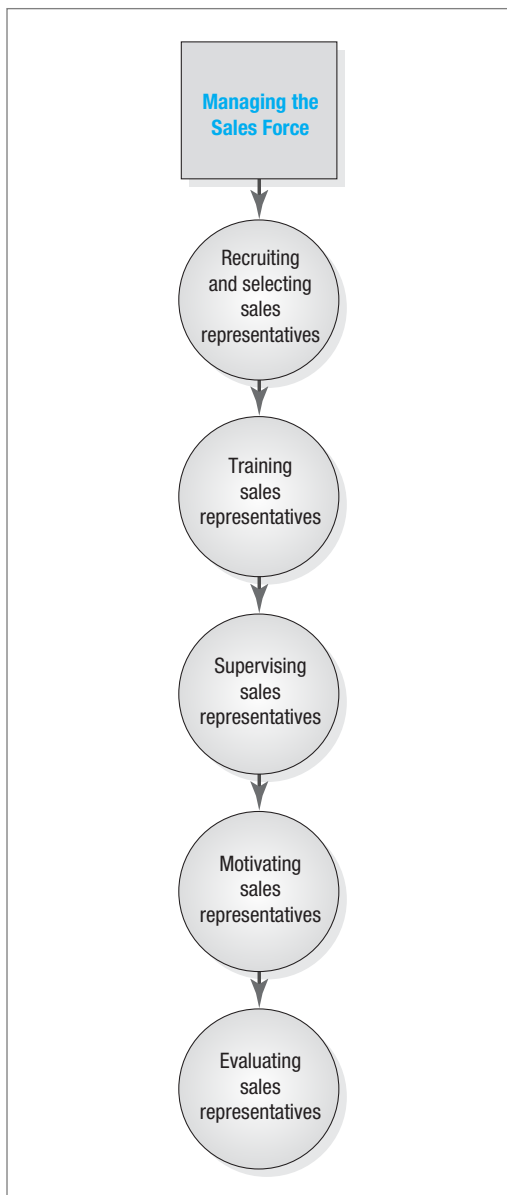 Managing the
Sales Force
Recruiting
and selecting
sales
representatives
Training
sales
representatives
Supervising
sales
representatives
Motivating
sales
representatives
Evaluating
sales
representatives